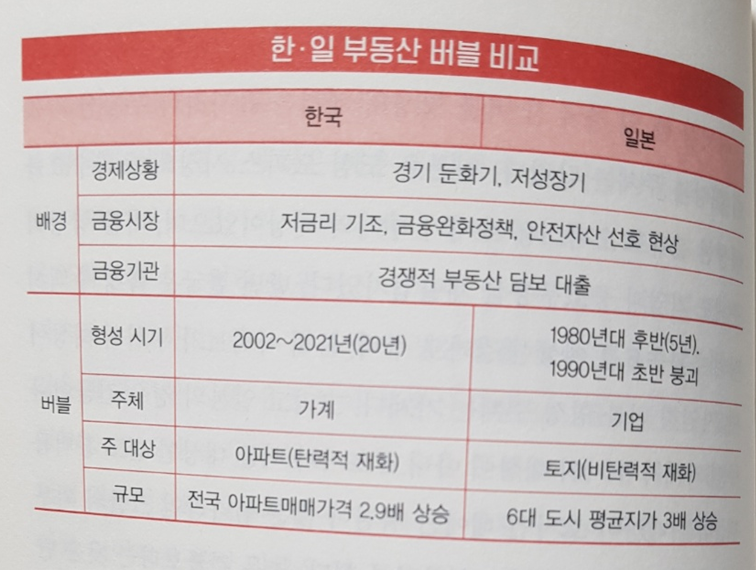 한·일 부동산 버블 비교
한국 일본
배경 경제상황 경기 둔화기, 저성장기
금융시장 저금리 기조, 금융완화정책, 안전자산 선호 현상
금융기관 경쟁적 부동산 담보 대출
버블 형성 시기 2002~2021년(20년) 1980년대 후반(5년),
1990년대 초반 붕괴
주체 가계 기업
주 대상 아파트(탄력적 재화) 토지(비탄력적 재화)
규모 전국 아파트매매가격 2.9배 상승 6대 도시 평균지가 3배 상승